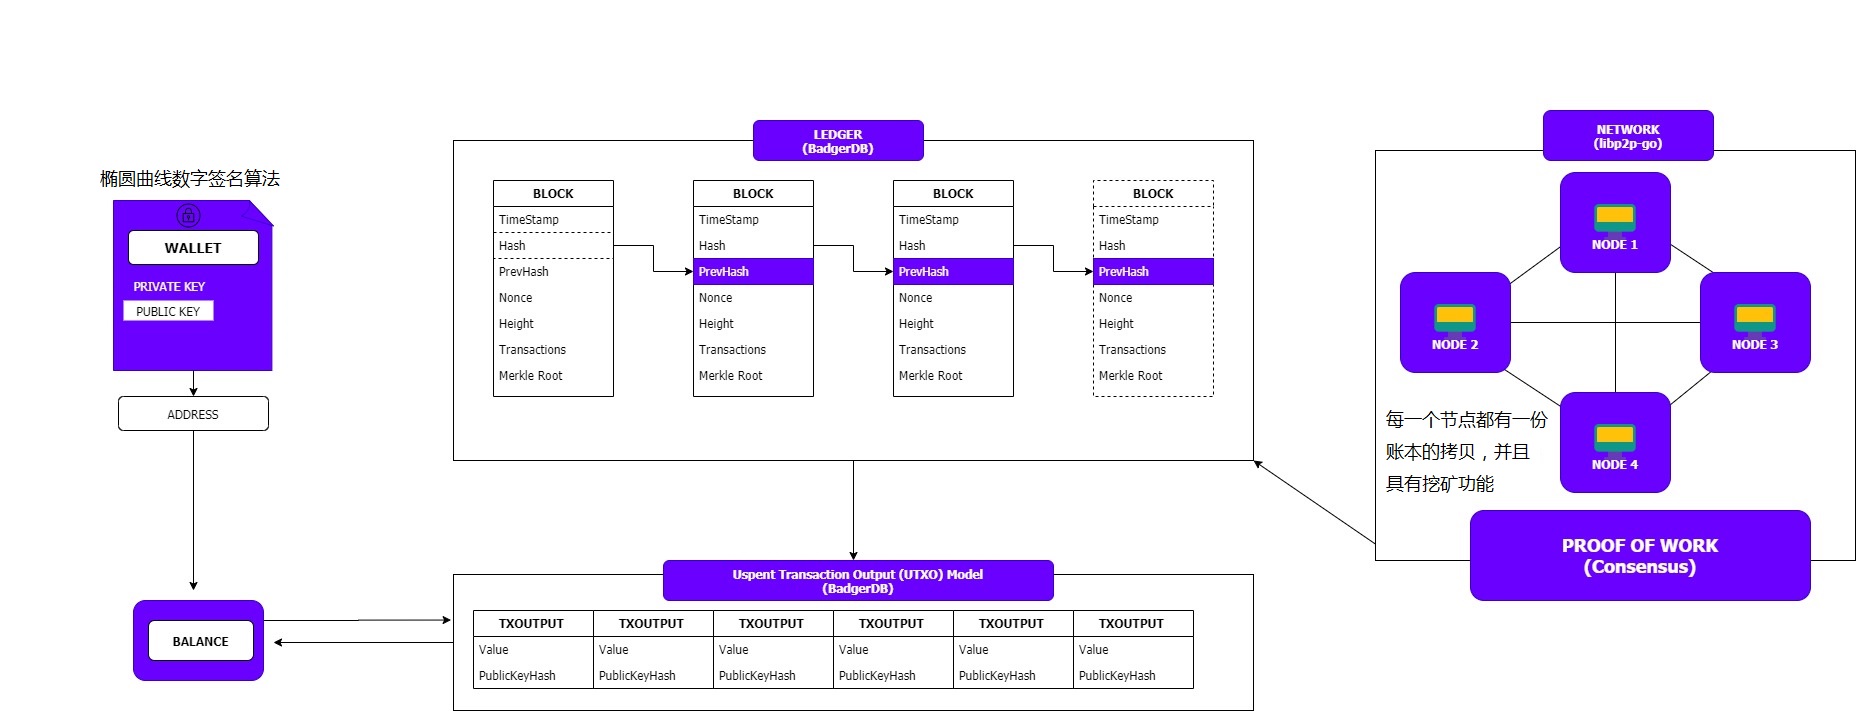 椭圆曲线数字签名算法
WALLET
PRIVATE KEY
PUBLIC KEY
ADDRESS
BALANCE
LEDGER
(BadgerDB)
BLOCK
TimeStamp
Hash
PrevHash
Nonce
Height
Transactions
Merkle Root
BLOCK
TimeStamp
Hash
PrevHash
Nonce
Height
Transactions
Merkle Root
BLOCK
TimeStamp
Hash
PrevHash
Nonce
Height
Transactions
Merkle Root
BLOCK
TimeStamp
Hash
PrevHash
Nonce
Height
Transactions
Merkle Root
Uspent Transaction Output (UTXO) Model
(BadgerDB)
TXOUTPUT
Value
PublicKeyHash
TXOUTPUT
Value
PublicKeyHash
TXOUTPUT
Value
PublicKeyHash
TXOUTPUT
Value
PublicKeyHash
TXOUTPUT
Value
PublicKeyHash
TXOUTPUT
Value
PublicKeyHash
NETWORK
(libp2p-go)
NODE 1
NODE 2
NODE 3
NODE 4
每一个节点都有一份
账本的拷贝，并且
具有挖矿功能
PROOF OF WORK
(Consensus)